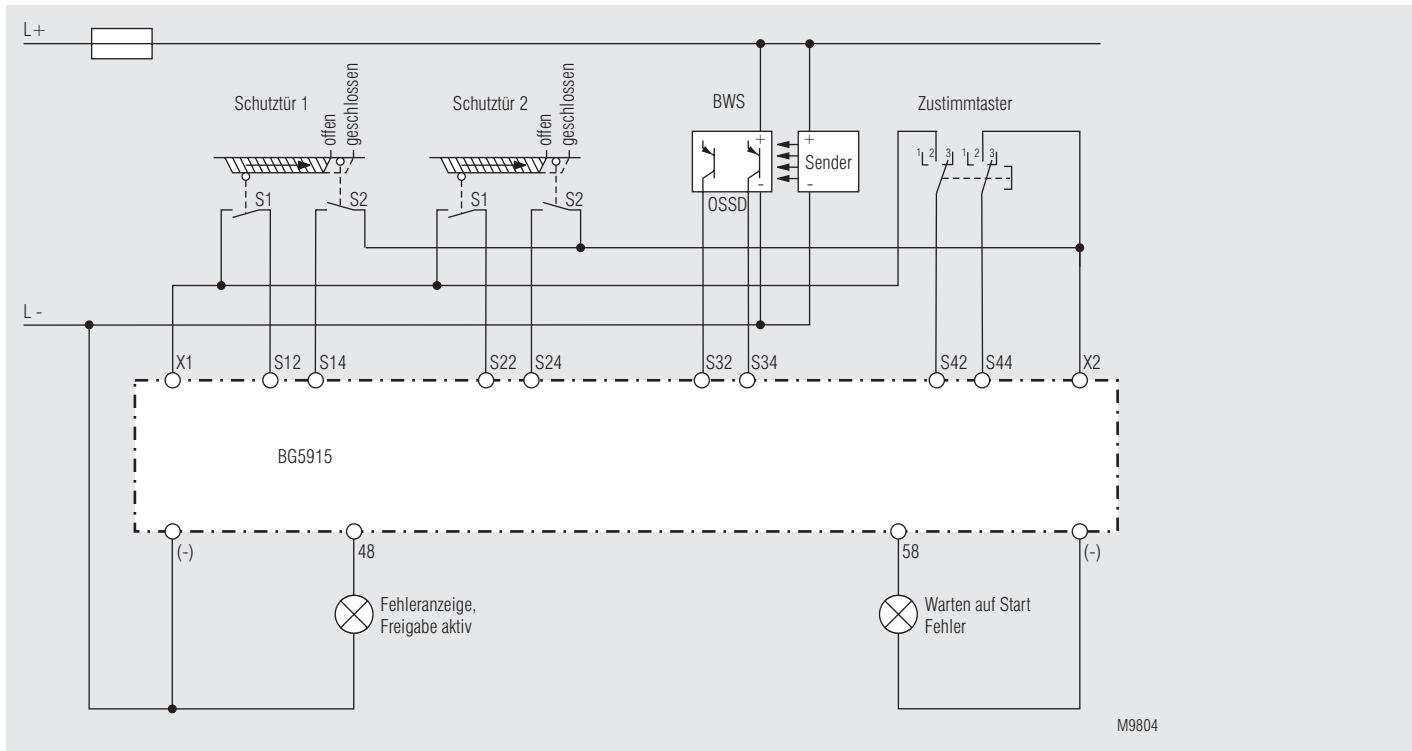 L+
Schutztür 1
offen
geschlossen
Schutztür 2
offen
geschlossen
BWS
Zustimmtaster
+
+
Sender
-
-
OSSD
1 2 3 1 2 3
S1
S2
S1
S2
L -
X1
S12
S14
S22
S24
S32
S34
S42
S44
X2
BG5915
(-)
48
58
(-)
Fehleranzeige,
Freigabe aktiv
Warten auf Start
Fehler
M9804